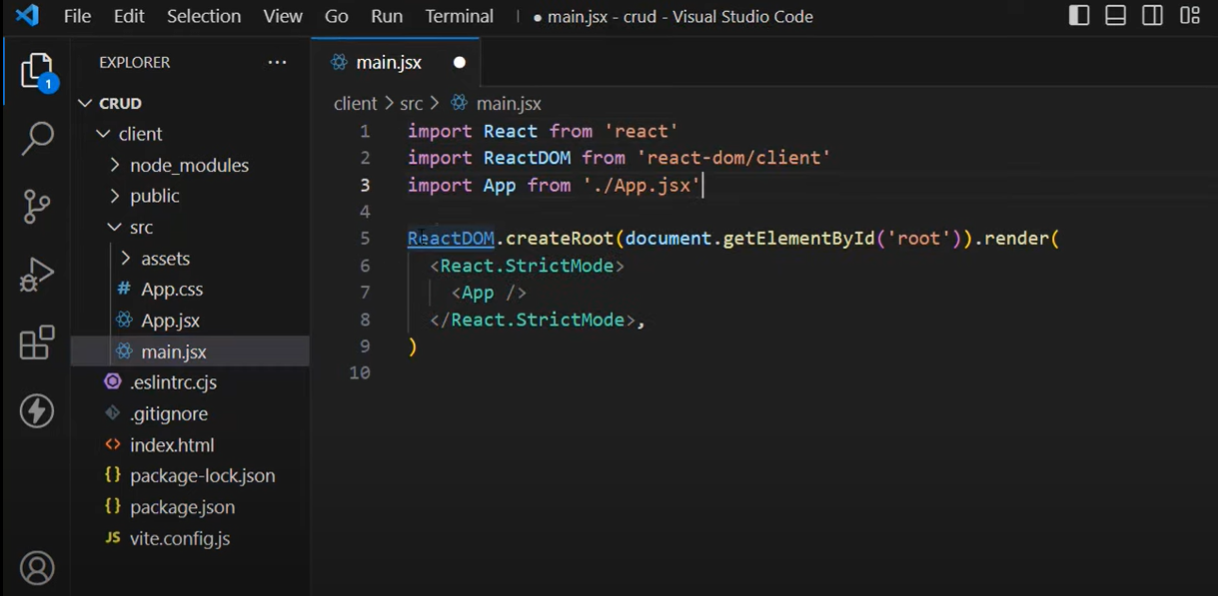 File Edit Selection View Go Run Terminal ● main.jsx - crud - Visual Studio Code
EXPLORER ...
1
CRUD
client
node_modules
public
src
assets
# App.css
App.jsx
main.jsx
.eslintrc.cjs
.gitignore
<> index.html
{} package-lock.json
{} package.json
JS vite.config.js
main.jsx ●
client > src > main.jsx
1 import React from 'react'
2 import ReactDOM from 'react-dom/client'
3 import App from './App.jsx'
4
5 ReactDOM.createRoot(document.getElementById('root')).render(
6 <React.StrictMode>
7 <App />
8 </React.StrictMode>,
9 )
10